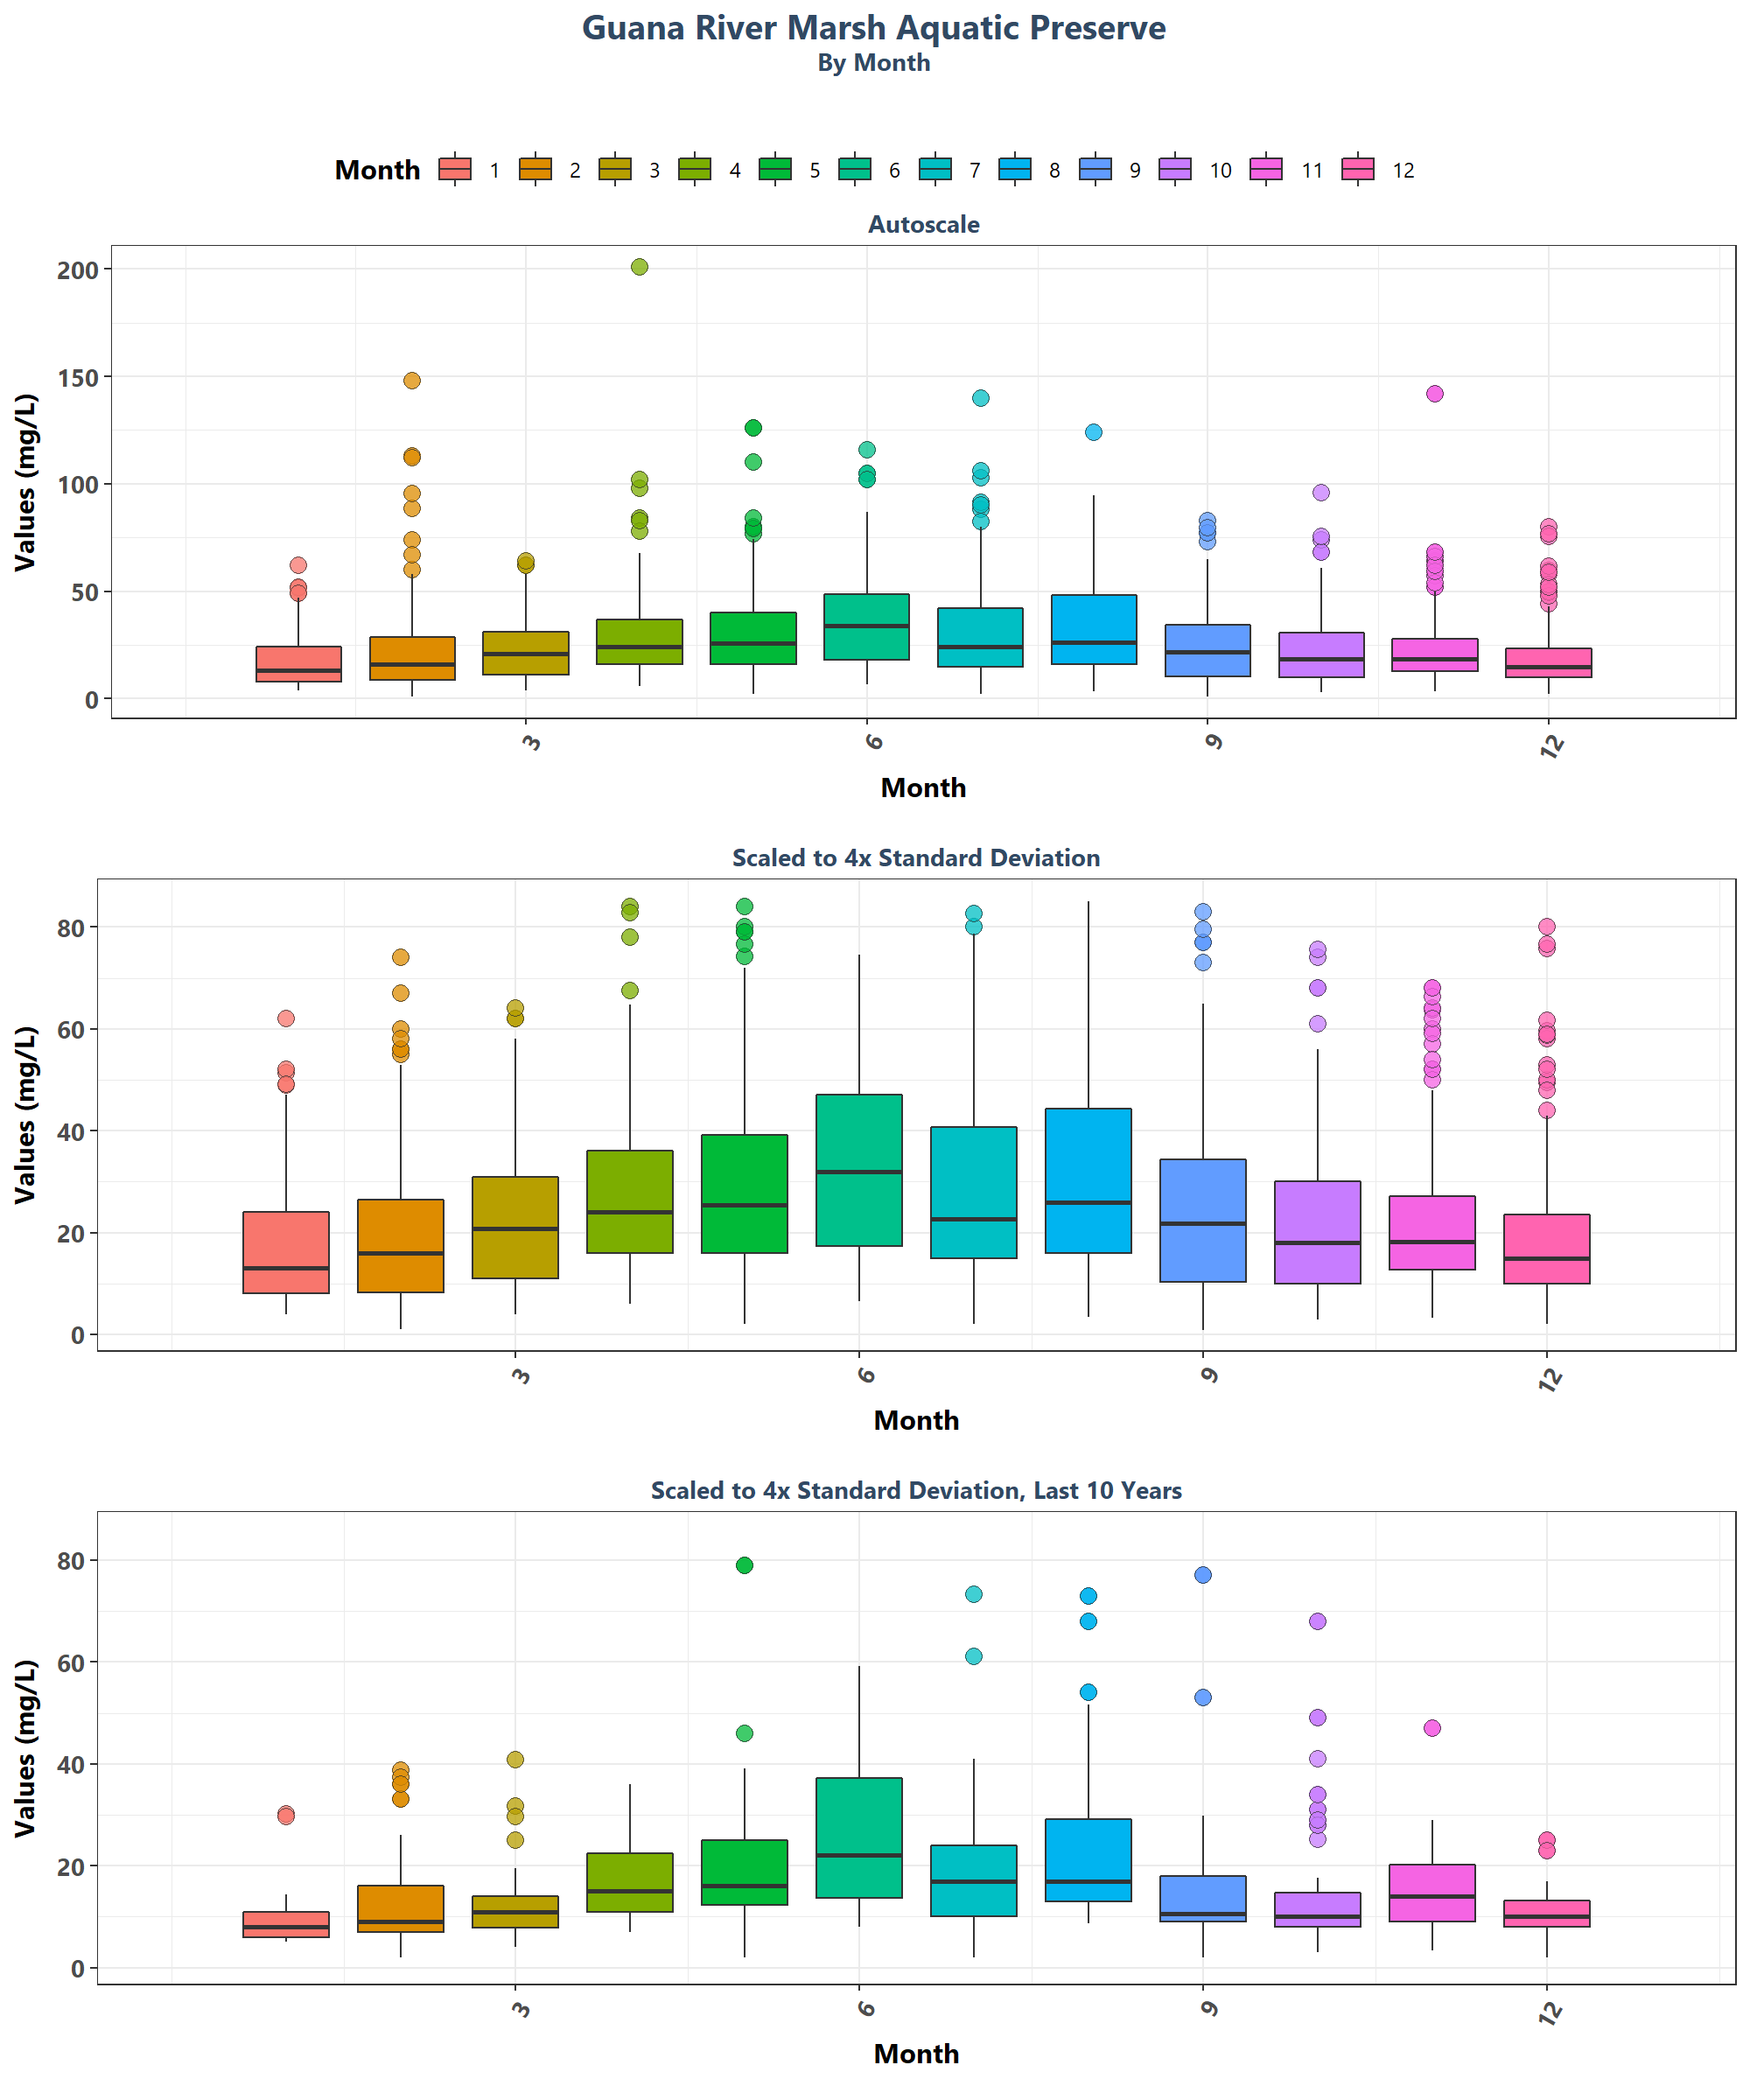 Guana River Marsh Aquatic Preserve
By Month
Month 1 2 3 4 5 6 7 8 9 10 11 12
Autoscale
Values (mg/L)
200
150
100
50
0
3 6 9 12
Month
Scaled to 4x Standard Deviation
Values (mg/L)
80
60
40
20
0
3 6 9 12
Month
Scaled to 4x Standard Deviation, Last 10 Years
Values (mg/L)
80
60
40
20
0
3 6 9 12
Month